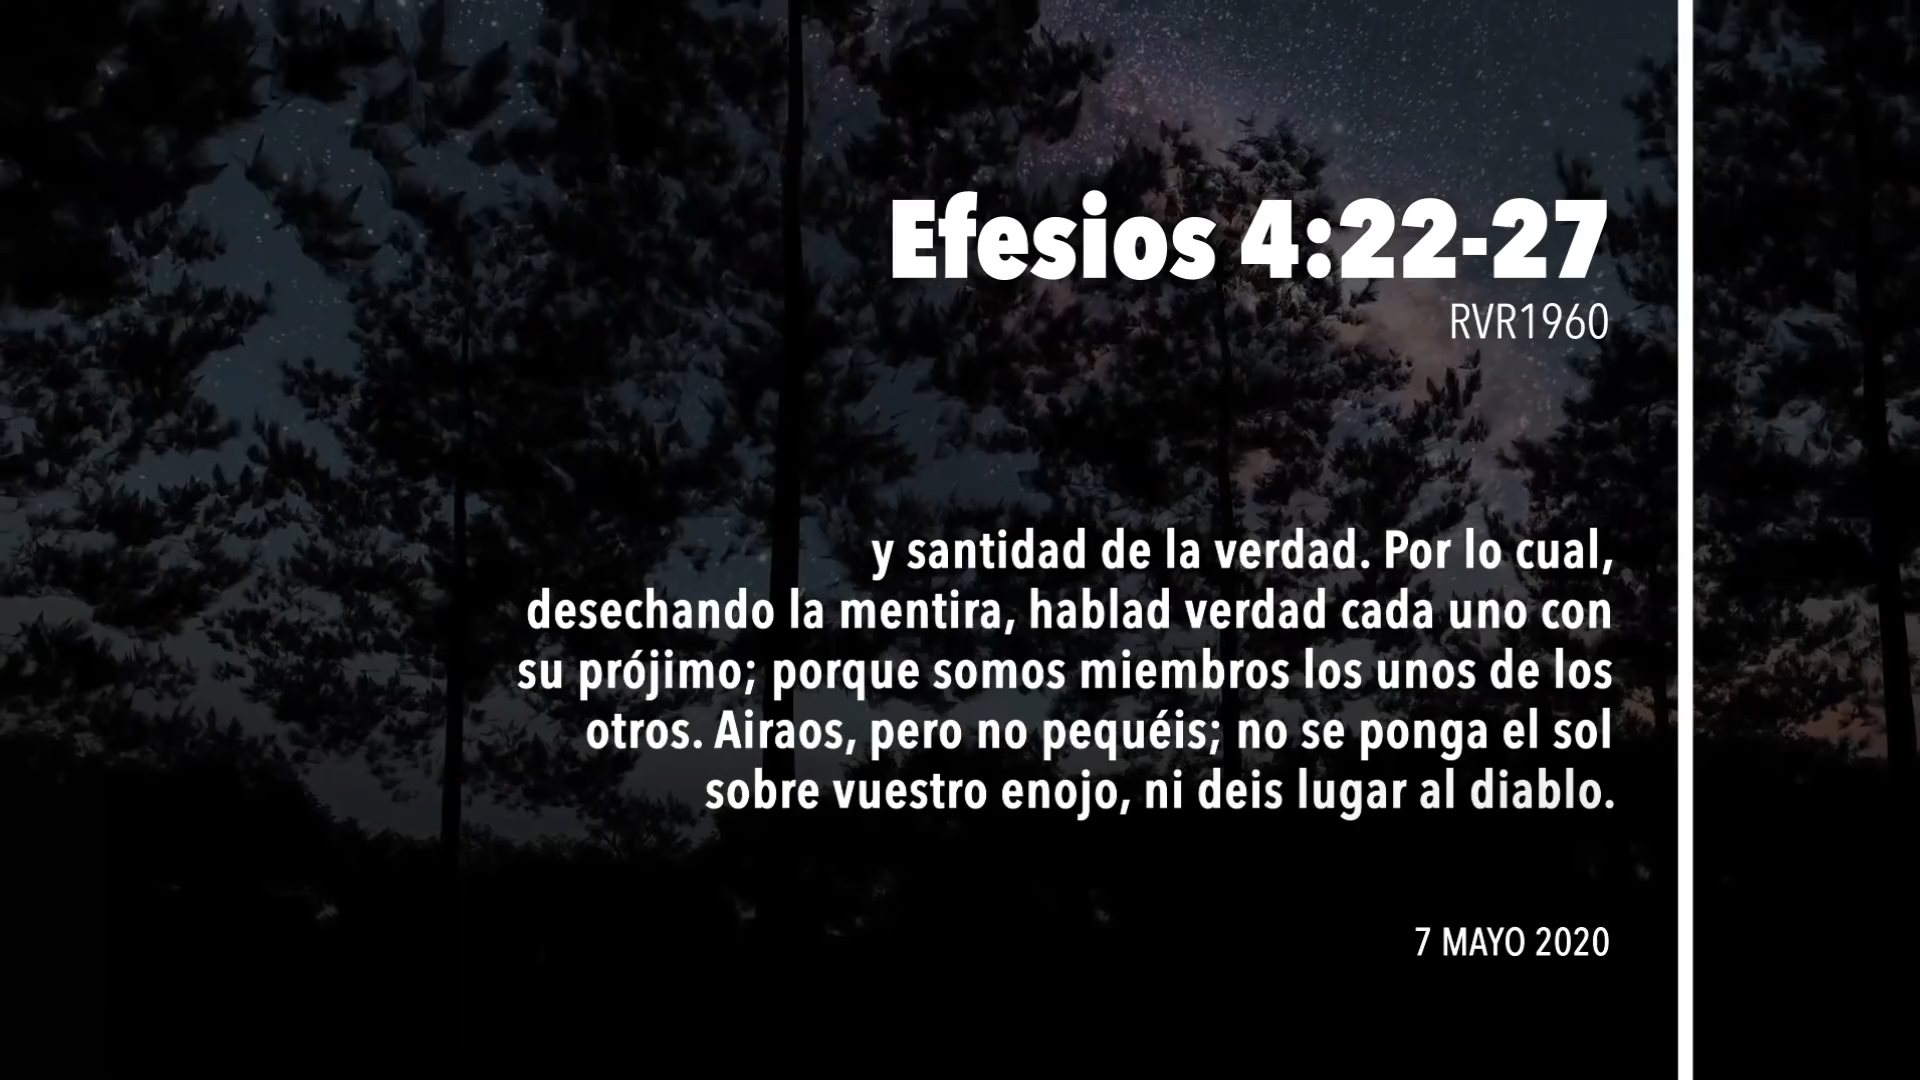 Efesios 4:22-27
RVR1960
y santidad de la verdad. Por lo cual,
desechando la mentira, hablad verdad cada uno con
su prójimo; porque somos miembros los unos de los
otros. Airaos, pero no pequéis; no se ponga el sol
sobre vuestro enojo, ni deis lugar al diablo.
7 MAYO 2020